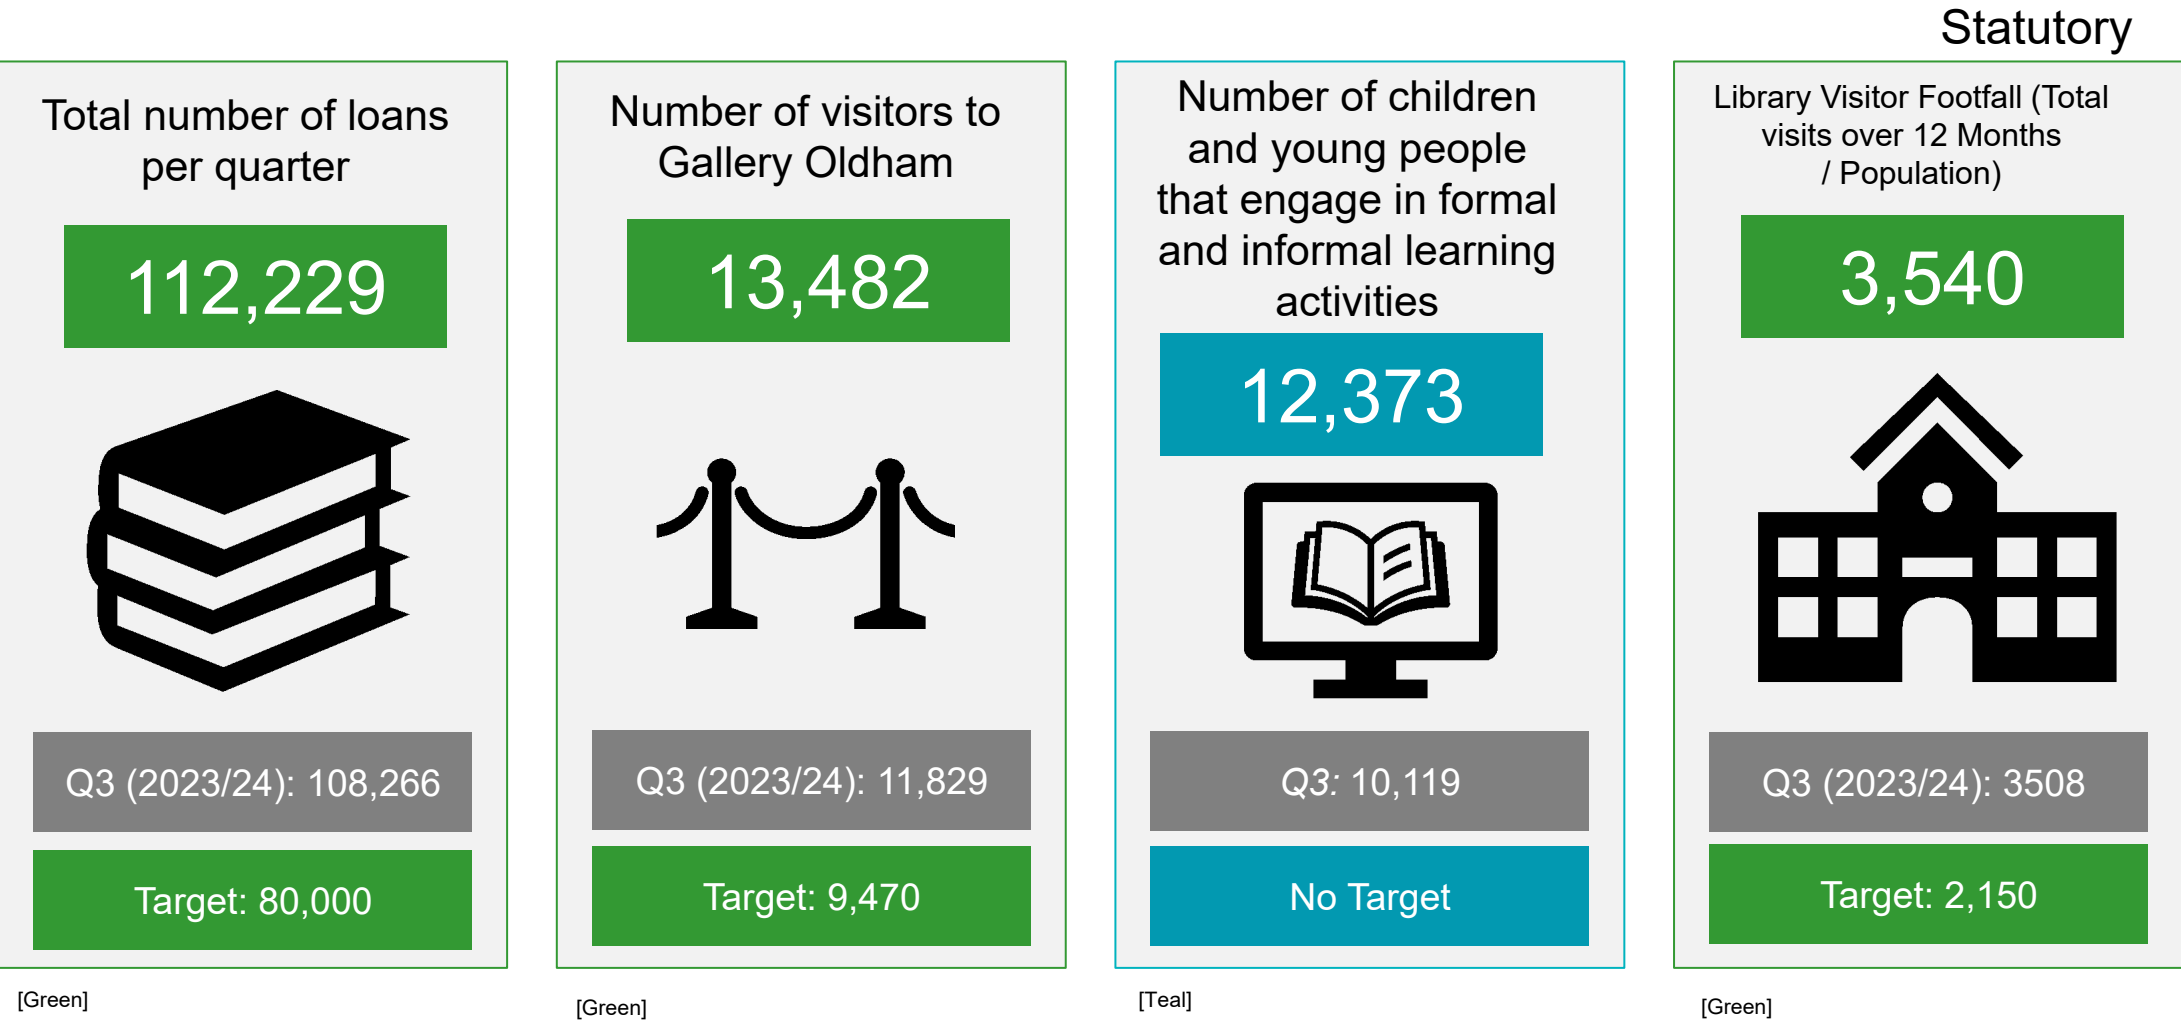 Statutory
Total number of loans
per quarter
112,229
Q3 (2023/24): 108,266
Target: 80,000
[Green]
Number of visitors to
Gallery Oldham
13,482
Q3 (2023/24): 11,829
Target: 9,470
[Green]
Number of children
and young people
that engage in formal
and informal learning
activities
12,373
Q3: 10,119
No Target
[Teal]
Library Visitor Footfall (Total
visits over 12 Months
/ Population)
3,540
Q3 (2023/24): 3508
Target: 2,150
[Green]